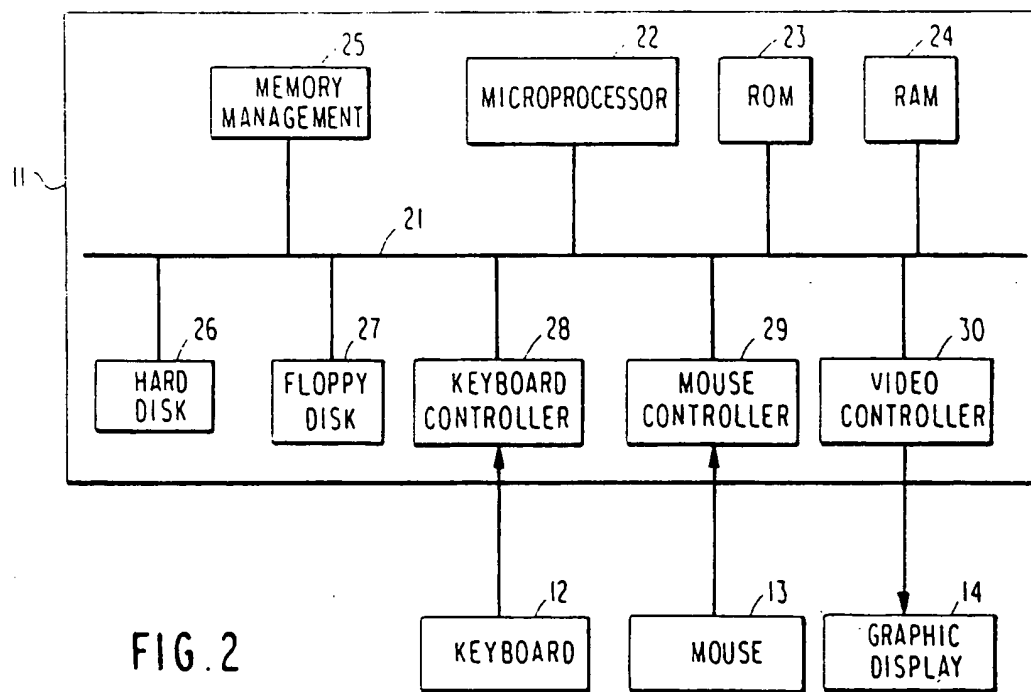 25
22
23
24
MEMORY
MANAGEMENT
MICROPROCESSOR
ROM
RAM
11
21
26
27
28
29
30
HARD
DISK
FLOPPY
DISK
KEYBOARD
CONTROLLER
MOUSE
CONTROLLER
VIDEO
CONTROLLER
12
13
14
KEYBOARD
MOUSE
GRAPHIC
DISPLAY
FIG.2